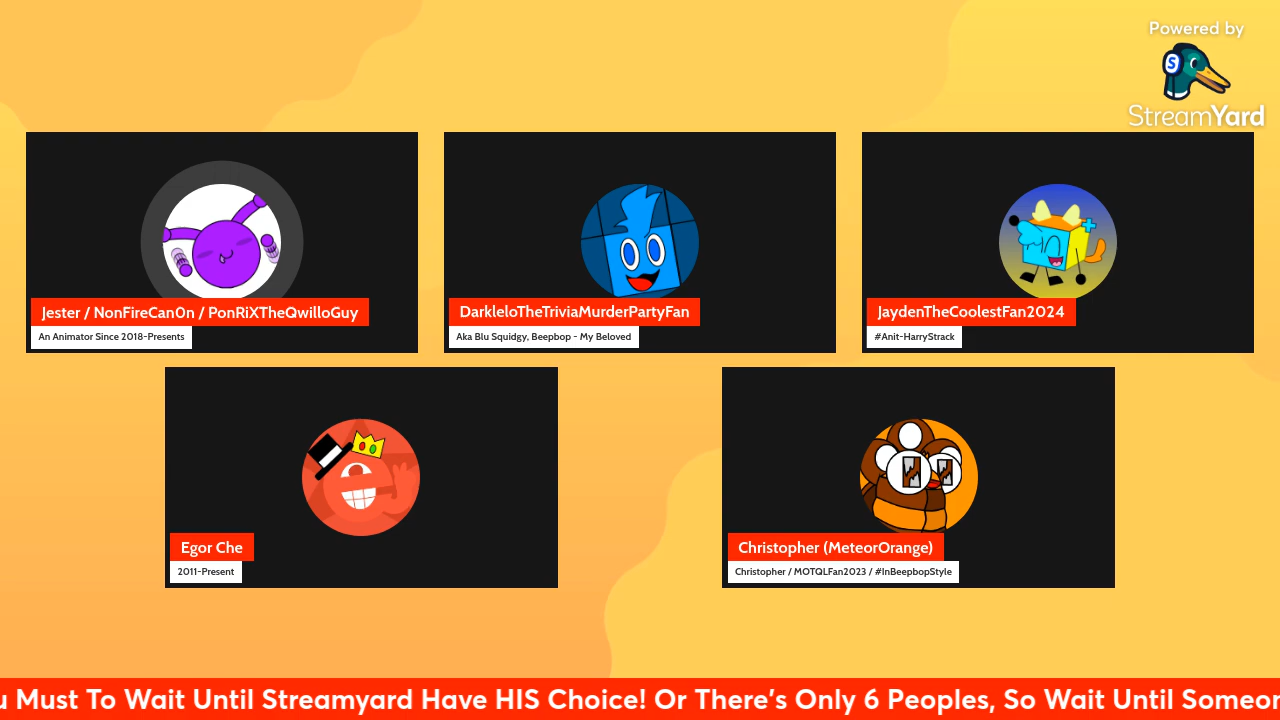 Powered by
S
StreamYard
Jester / NonFireCan0n / PonRiXTheQwilloGuy
An Animator Since 2018-Presents
DarkleloTheTriviaMurderPartyFan
Aka Blu Squidgy, Beepbop - My Beloved
JaydenTheCoolestFan2024
#Anit-HarryStrack
Egor Che
2011-Present
Christopher (MeteorOrange)
Christopher / MOTQLFan2023 / #InBeepbopStyle
u Must To Wait Until Streamyard Have HIS Choice! Or There's Only 6 Peoples, So Wait Until Someor